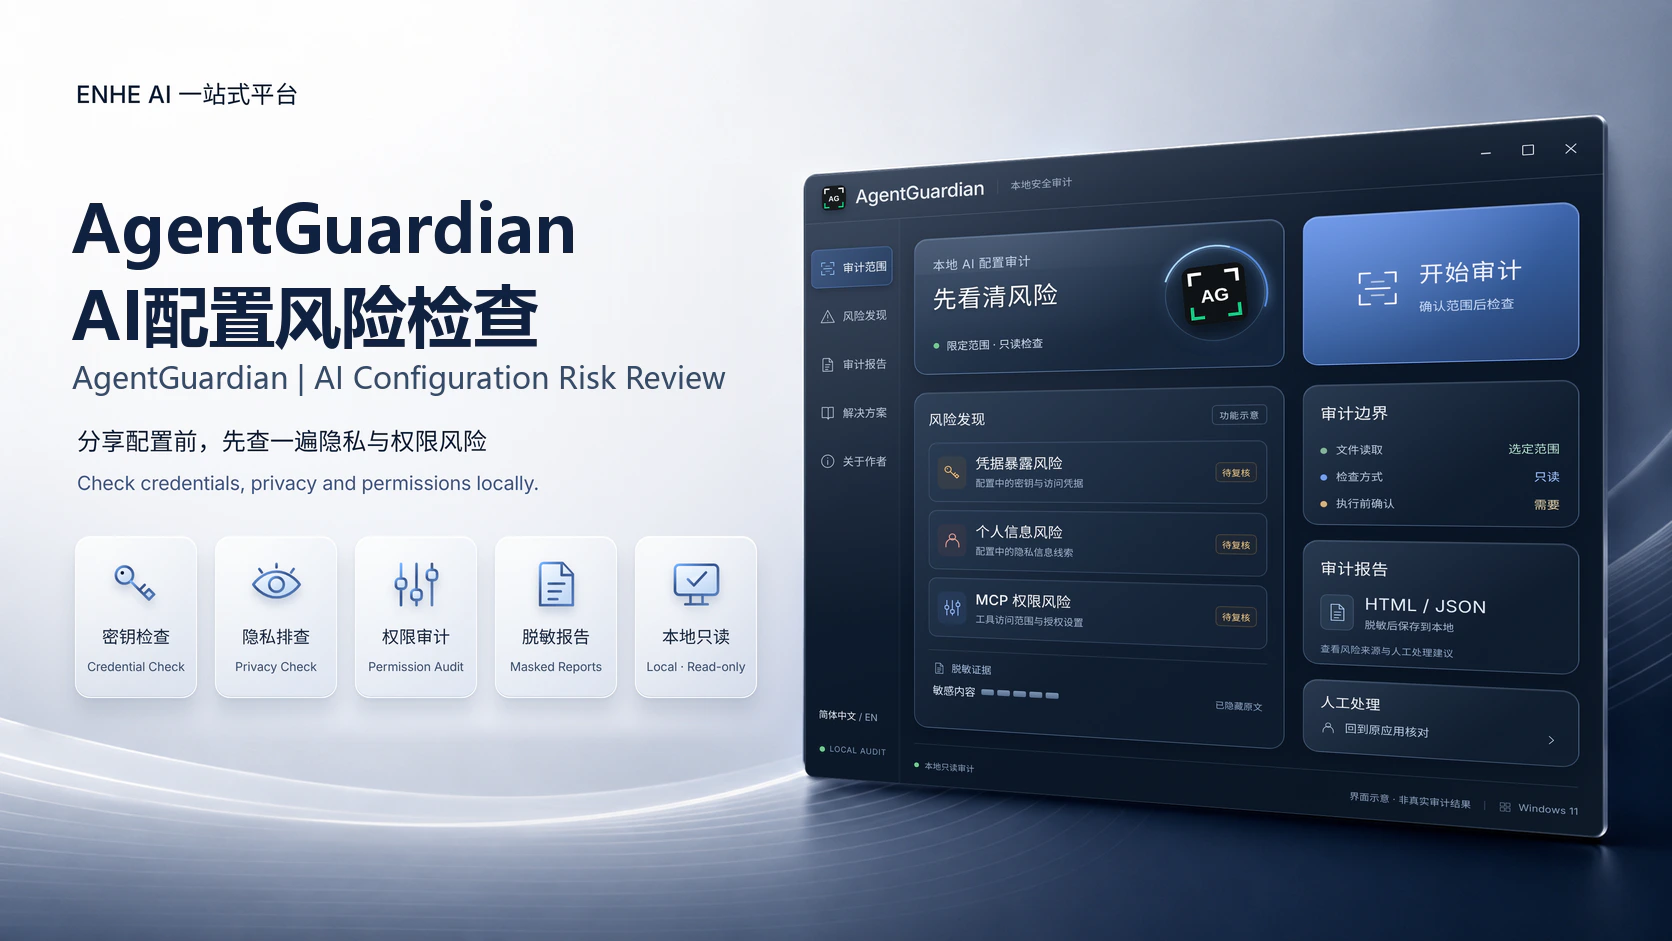 ENHE AI 一站式平台
AgentGuardian
AI配置风险检查
AgentGuardian | AI Configuration Risk Review
分享配置前，先查一遍隐私与权限风险
Check credentials, privacy and permissions locally.
密钥检查
Credential Check
隐私排查
Privacy Check
权限审计
Permission Audit
脱敏报告
Masked Reports
本地只读
Local · Read-only
AG
AgentGuardian
本地安全审计
审计范围
风险发现
审计报告
解决方案
关于作者
简体中文 / EN
LOCAL AUDIT
本地 AI 配置审计
先看清风险
限定范围 · 只读检查
AG
开始审计
确认范围后检查
风险发现
功能示意
凭据暴露风险
配置中的密钥与访问凭据
待复核
个人信息风险
配置中的隐私信息线索
待复核
MCP 权限风险
工具访问范围与授权设置
待复核
脱敏证据
敏感内容
已隐藏原文
审计边界
文件读取 选定范围
检查方式 只读
执行前确认 需要
审计报告
HTML / JSON
脱敏后保存到本地
查看风险来源与人工处理建议
人工处理
回到原应用核对
本地只读审计
界面示意 · 非真实审计结果
Windows 11